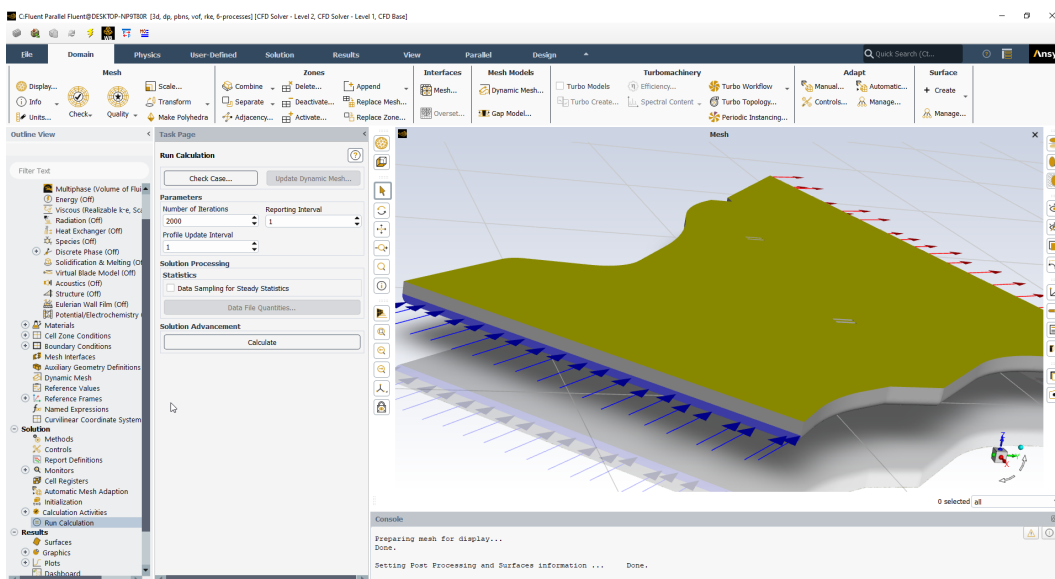 C:Fluent Parallel Fluent@DESKTOP-NP9T80R [3d, dp, pbns, vof, rke, 6-processes] [CFD Solver - Level 2, CFD Solver - Level 1, CFD Base]
File Domain Physics User-Defined Solution Results View Parallel Design Quick Search (Ct... Ansy
Mesh Zones Interfaces Mesh Models Turbomachinery Adapt Surface
Display... Scale... Combine Delete... Append Mesh... Dynamic Mesh... Turbo Models Efficiency... Turbo Workflow Manual... Automatic... + Create
Info Transform Separate Deactivate... Replace Mesh... Turbo Create... Spectral Content Turbo Topology... Controls... Manage...
Units... Check Quality Make Polyhedra Adjacency... Activate... Replace Zone... Overset... Gap Model... Periodic Instancing... Manage...
Outline View < Task Page < Mesh
Filter Text
Multiphase (Volume of Flui
Energy (Off)
Viscous (Realizable k-e, Sca
Radiation (Off)
Heat Exchanger (Off)
Species (Off)
Discrete Phase (Off)
Solidification & Melting (Of
Virtual Blade Model (Off)
Acoustics (Off)
Structure (Off)
Eulerian Wall Film (Off)
Potential/Electrochemistry
Materials
Cell Zone Conditions
Boundary Conditions
Mesh Interfaces
Auxiliary Geometry Definitions
Dynamic Mesh
Reference Values
Reference Frames
Named Expressions
Curvilinear Coordinate System
Solution
Methods
Controls
Report Definitions
Monitors
Cell Registers
Automatic Mesh Adaption
Initialization
Calculation Activities
Run Calculation
Results
Surfaces
Graphics
Plots
Dashboard
Run Calculation
Check Case... Update Dynamic Mesh...
Parameters
Number of Iterations Reporting Interval
2000 1
Profile Update Interval
1
Solution Processing
Statistics
Data Sampling for Steady Statistics
Data File Quantities...
Solution Advancement
Calculate
0 selected all
Console
Preparing mesh for display...
Done.
Setting Post Processing and Surfaces information ... Done.